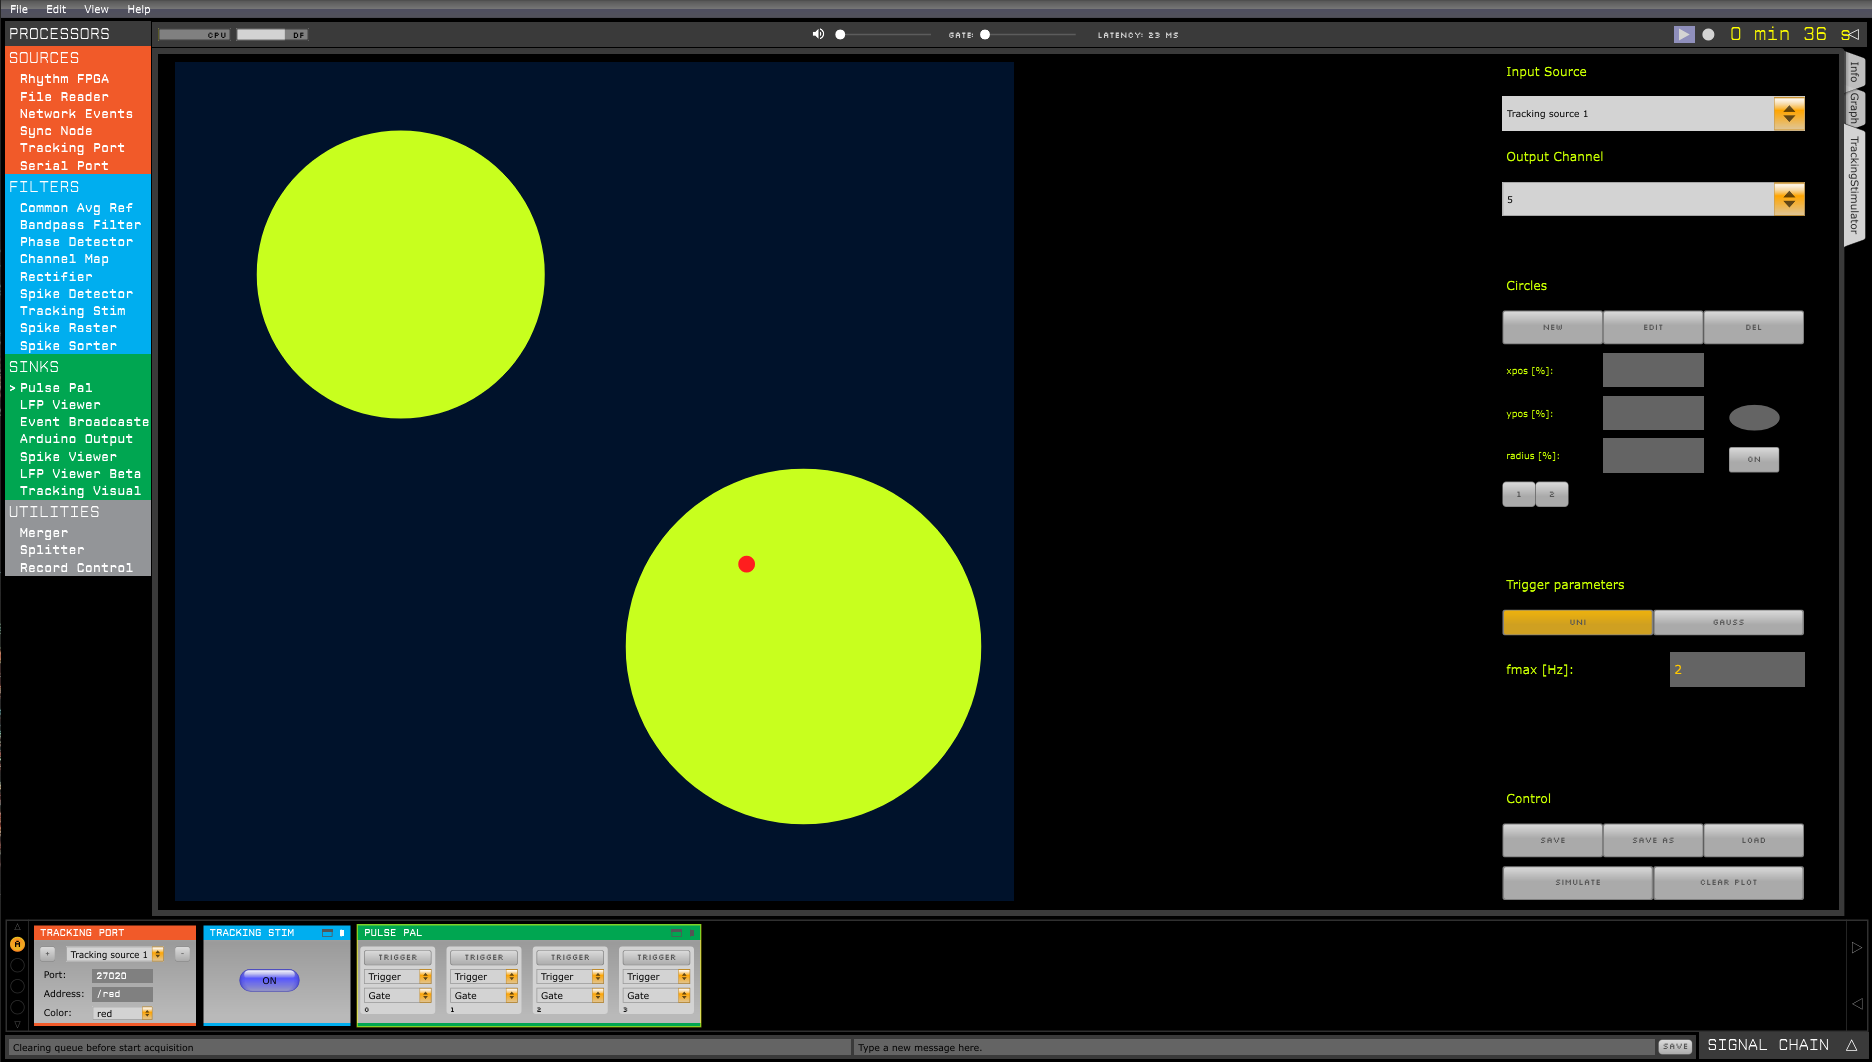 File Edit View Help
PROCESSORS
SOURCES
Rhythm FPGA
File Reader
Network Events
Sync Node
Tracking Port
Serial Port
FILTERS
Common Avg Ref
Bandpass Filter
Phase Detector
Channel Map
Rectifier
Spike Detector
Tracking Stim
Spike Raster
Spike Sorter
SINKS
> Pulse Pal
LFP Viewer
Event Broadcaste
Arduino Output
Spike Viewer
LFP Viewer Beta
Tracking Visual
UTILITIES
Merger
Splitter
Record Control
CPU DF GATE: LATENCY: 23 MS 0 min 36 s
Info
Graph
TrackingStimulator
Input Source
Tracking source 1
Output Channel
5
Circles
NEW EDIT DEL
xpos [%]:
ypos [%]:
radius [%]:
ON
1 2
Trigger parameters
UNI GAUSS
fmax [Hz]: 2
Control
SAVE SAVE AS LOAD
SIMULATE CLEAR PLOT
A
TRACKING PORT
+ Tracking source 1 -
Port: 27020
Address: /red
Color: red
TRACKING STIM
ON
PULSE PAL
TRIGGER TRIGGER TRIGGER TRIGGER
Trigger Trigger Trigger Trigger
Gate Gate Gate Gate
0 1 2 3
Clearing queue before start acquisition
Type a new message here.
SAVE
SIGNAL CHAIN